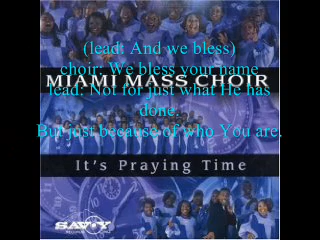 (lead: And we bless)
choir: We bless your name
MIAMI MASS CHOIR
lead: Not for just what He has
done.
But just because of who You are.
It's Praying Time
SAVOY